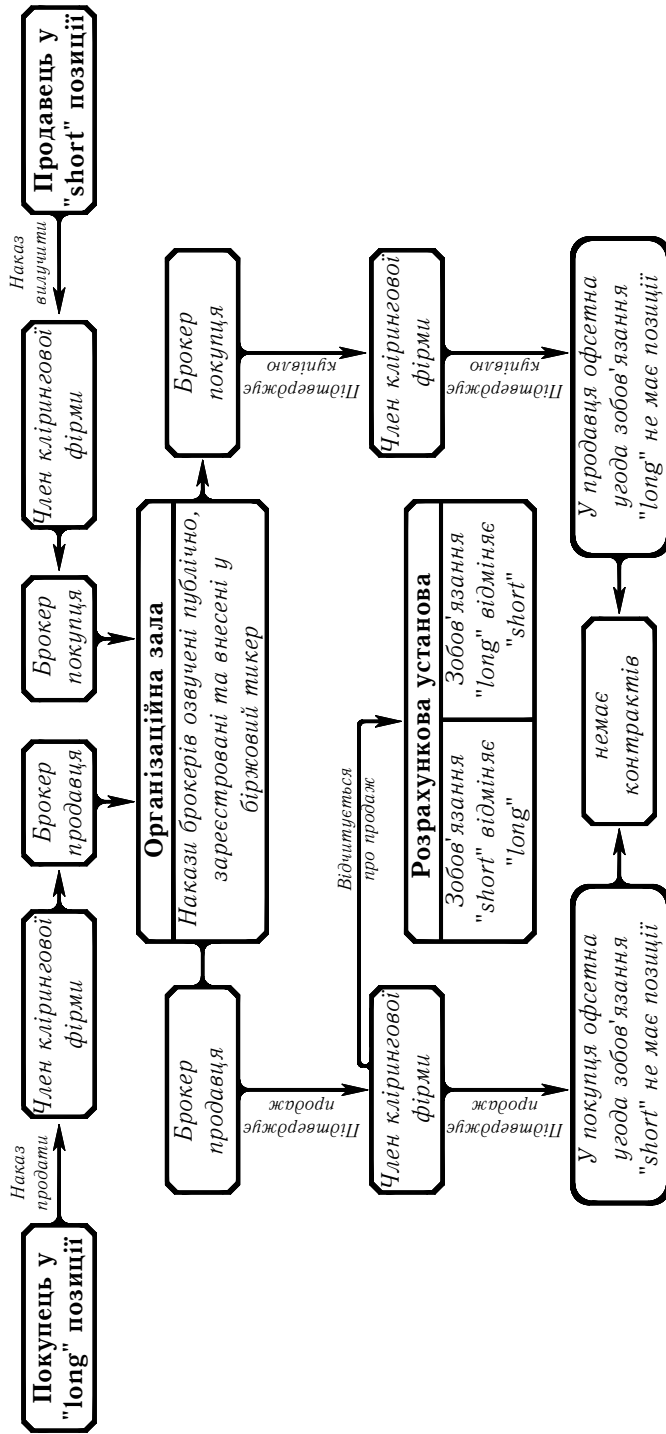 Покупець у
"long" позиції
Наказ
продати
Член клірингової
фірми
Брокер
продавця
Брокер
покупця
Член клірингової
фірми
Наказ
вилучити
Продавець у
"short" позиції
Організаційна зала
Накази брокерів озвучені публічно,
зареєстровані та внесені у
біржовий тикер
Брокер
продавця
Брокер
покупця
Підтверджує
продаж
Відчитується
про продаж
Підтверджує
купівлю
Член клірингової
фірми
Розрахункова установа
Зобов'язання
"short" відміняє
"long"
Зобов'язання
"long" відміняє
"short"
Член клірингової
фірми
Підтверджує
продаж
Підтверджує
купівлю
У покупця офсетна
угода зобов'язання
"short" не має позиції
немає
контрактів
У продавця офсетна
угода зобов'язання
"long" не має позиції